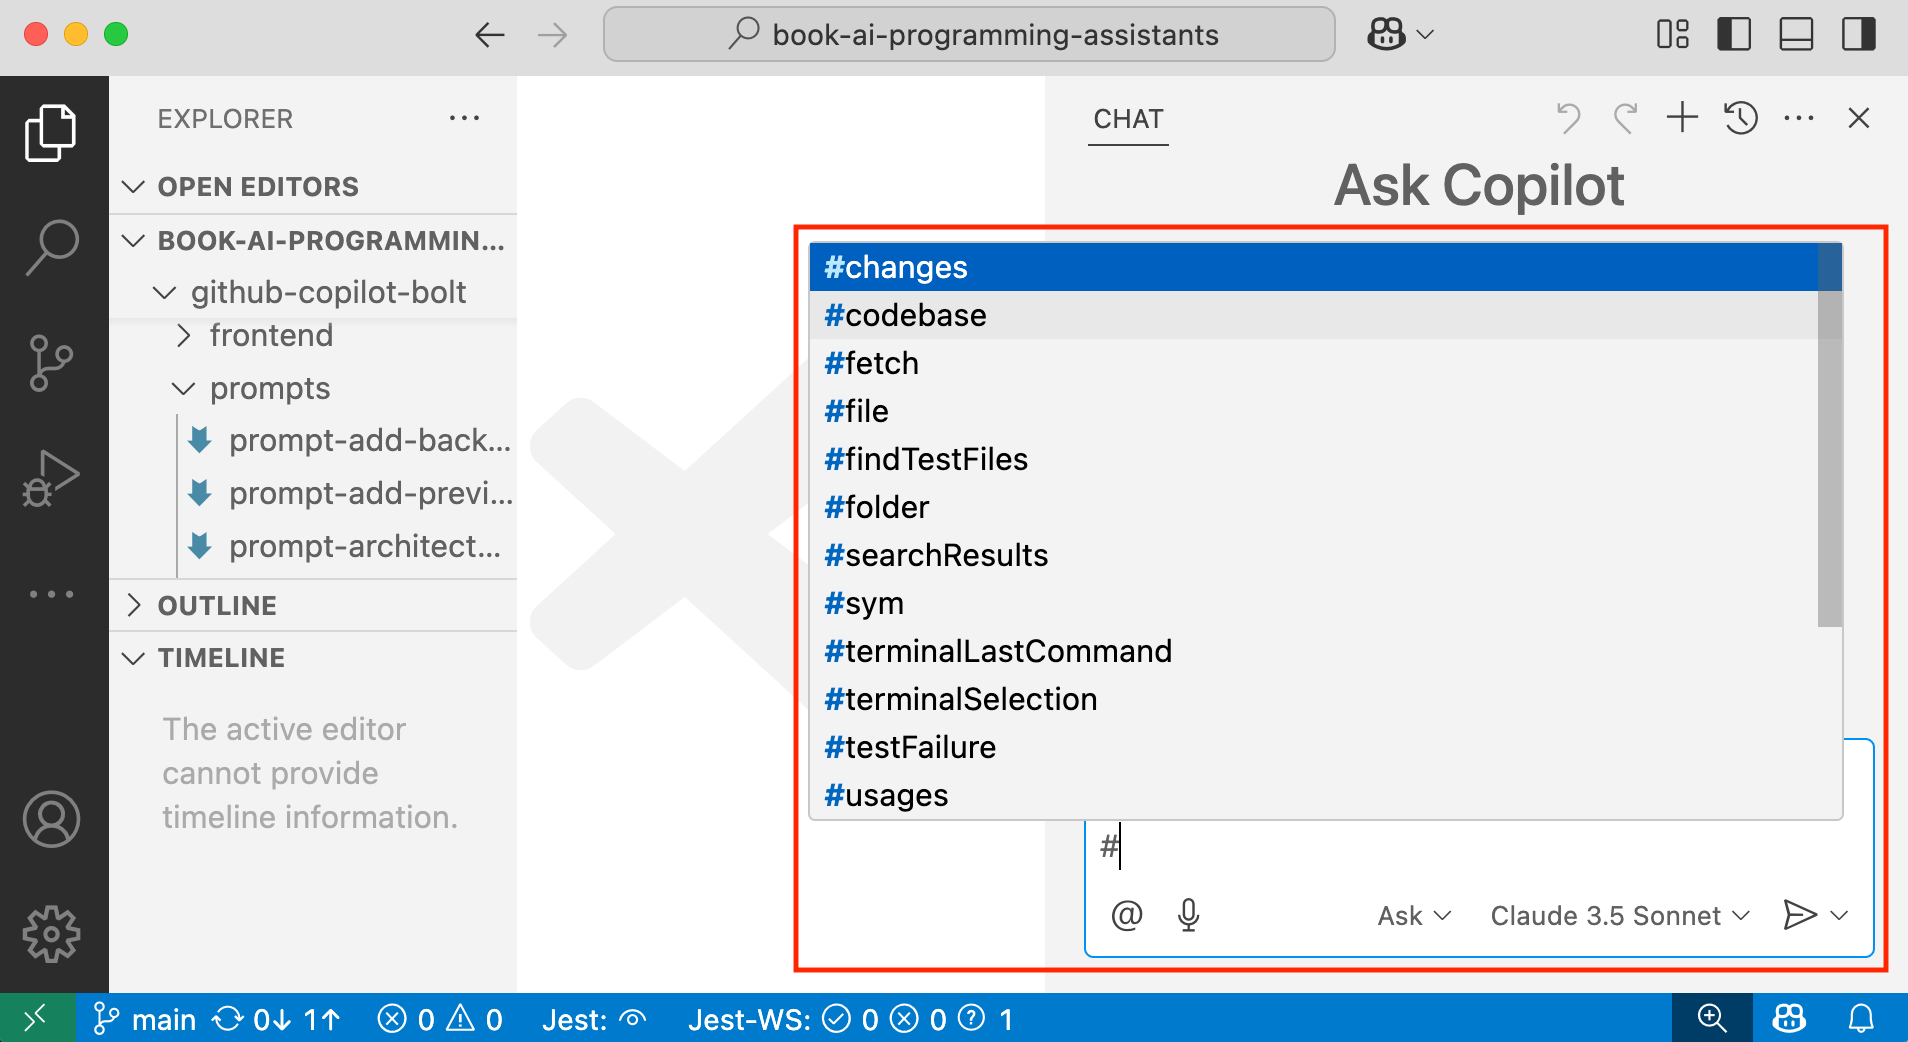 book-ai-programming-assistants
EXPLORER
OPEN EDITORS
BOOK-AI-PROGRAMMIN...
github-copilot-bolt
frontend
prompts
prompt-add-back...
prompt-add-previ...
prompt-architect...
OUTLINE
TIMELINE
The active editor
cannot provide
timeline information.
CHAT
Ask Copilot
#changes
#codebase
#fetch
#file
#findTestFiles
#folder
#searchResults
#sym
#terminalLastCommand
#terminalSelection
#testFailure
#usages
#
@ Ask Claude 3.5 Sonnet
main 0↓ 1↑ 0 0 Jest: Jest-WS: 0 0 1